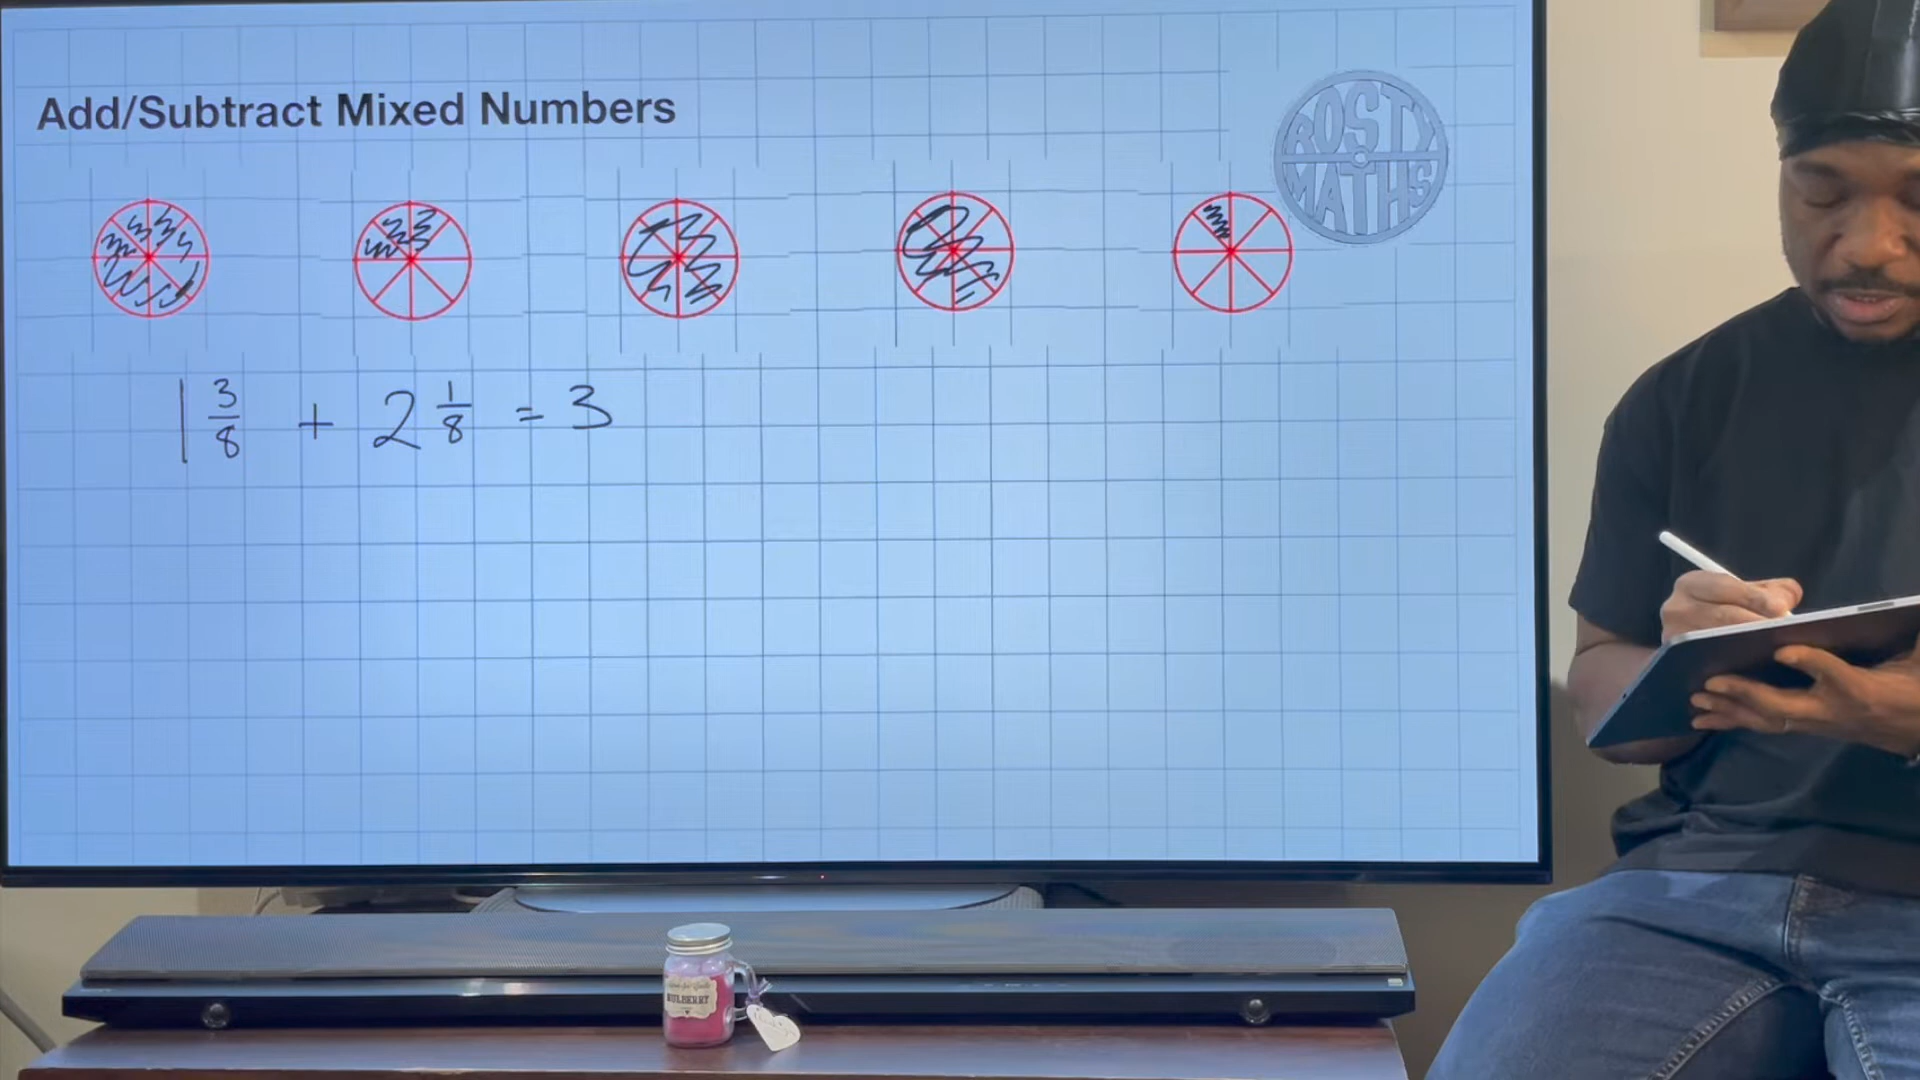 Add/Subtract Mixed Numbers
ROSTY
MATHS
1 3/8 + 2 1/8 = 3
MULBERRY